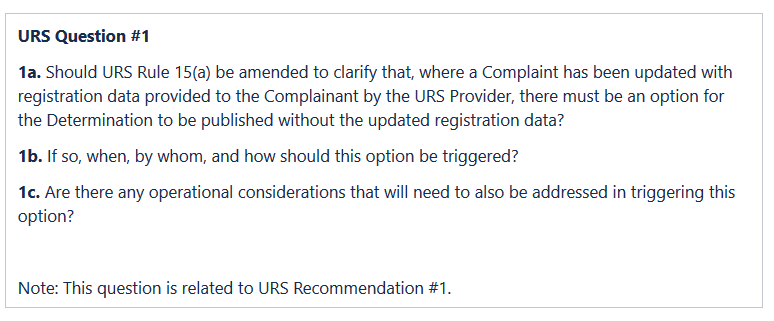 URS Question #1
1a. Should URS Rule 15(a) be amended to clarify that, where a Complaint has been updated with
registration data provided to the Complainant by the URS Provider, there must be an option for
the Determination to be published without the updated registration data?
1b. If so, when, by whom, and how should this option be triggered?
1c. Are there any operational considerations that will need to also be addressed in triggering this
option?
Note: This question is related to URS Recommendation #1.